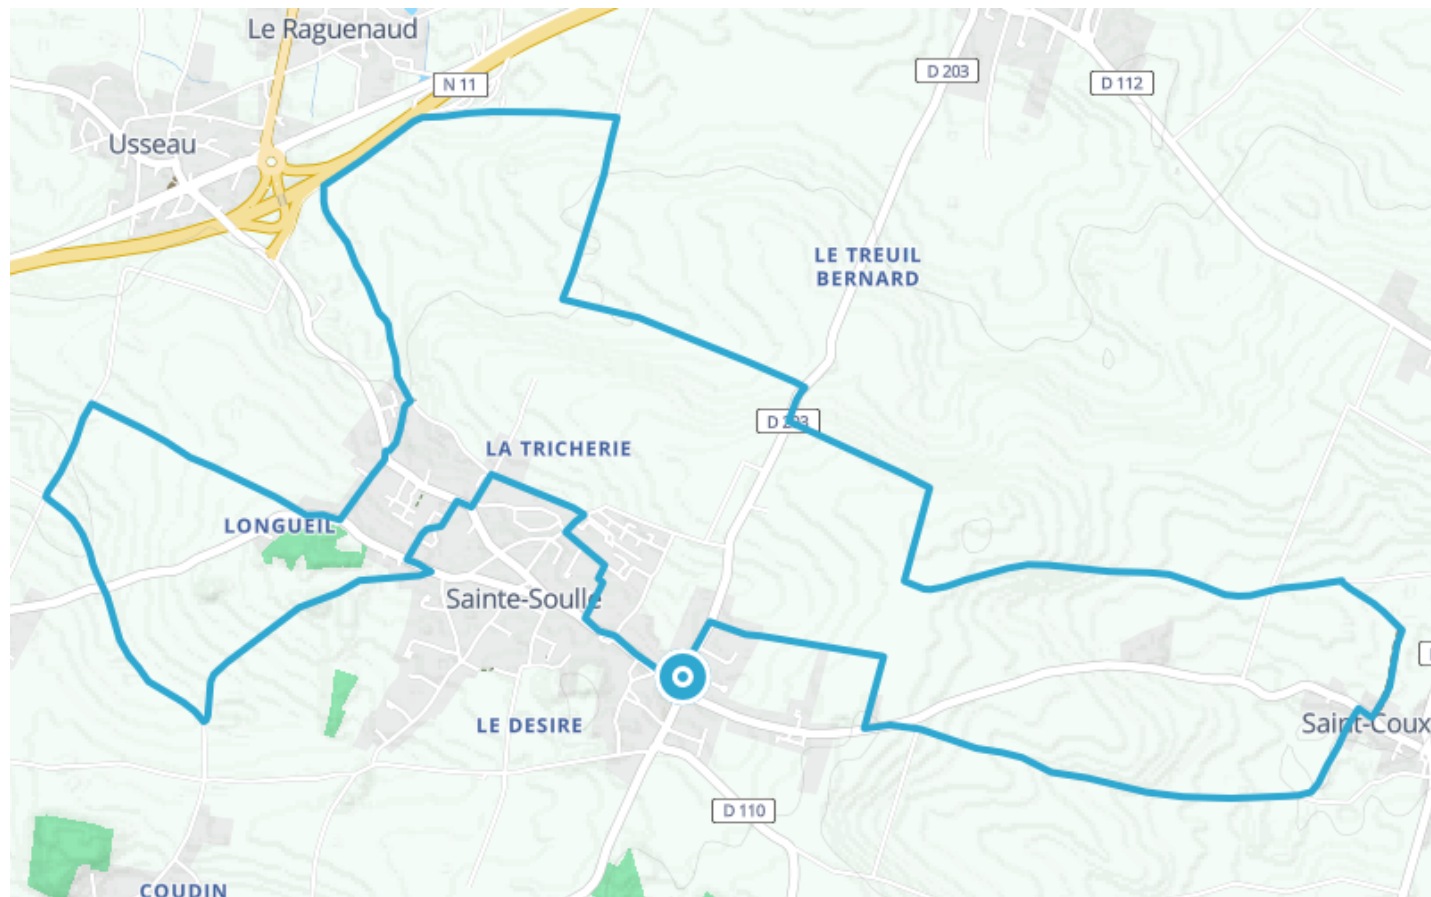 Le Raguenaud
N 11
D 203
D 112
Usseau
LE TREUIL
BERNARD
D 203
LA TRICHERIE
LONGUEIL
Sainte-Soulle
LE DESIRE
Saint-Coux
D 110
COUDIN